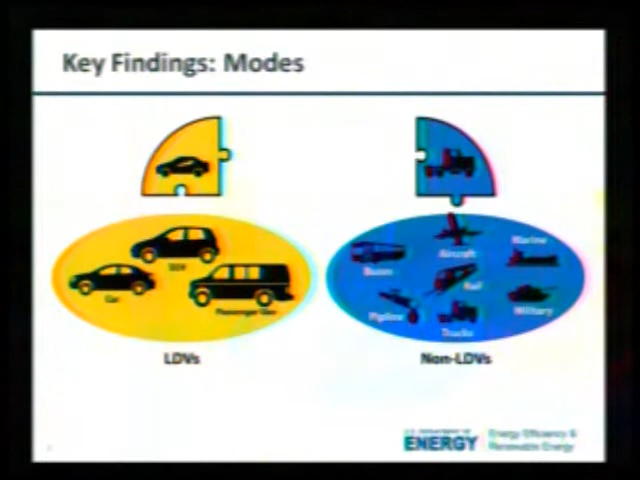 Key Findings: Modes
SUV
Car
Passenger Van
Aircraft
Marine
Buses
Rail
Pipeline
Trucks
Military
LDVs
Non-LDVs
U.S. DEPARTMENT OF
ENERGY
Energy Efficiency &
Renewable Energy